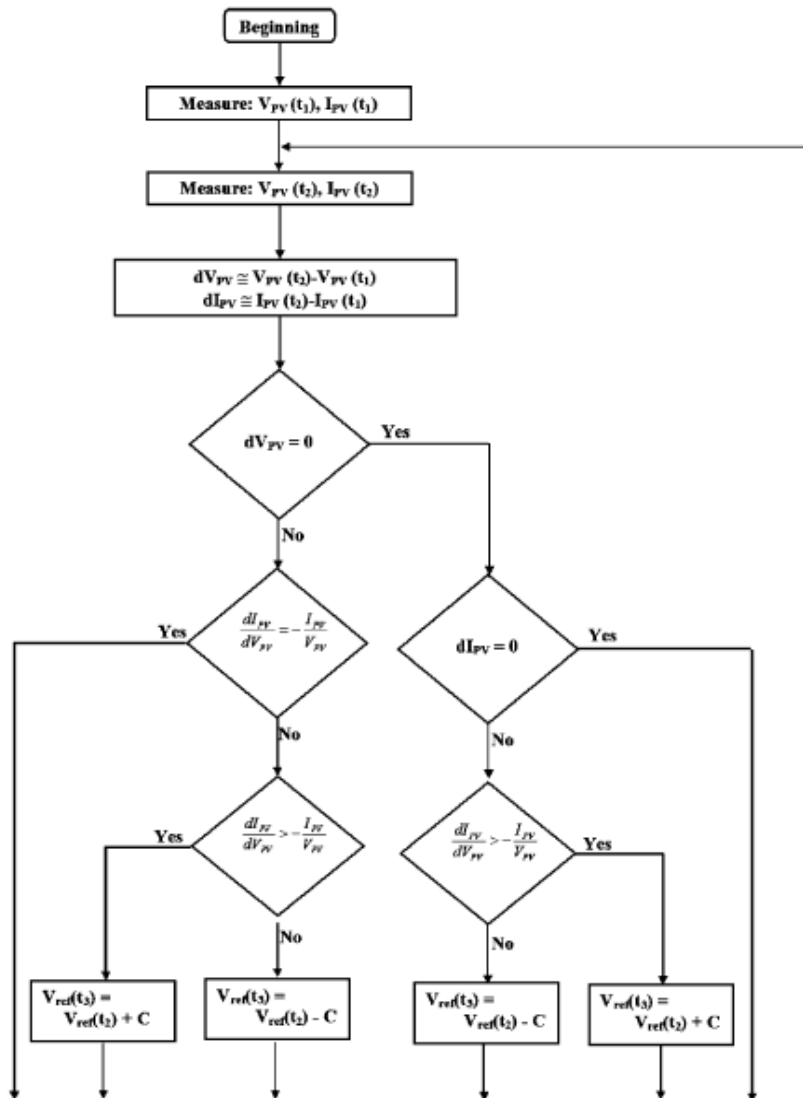 Beginning
Measure: V_PV (t_1), I_PV (t_1)
Measure: V_PV (t_2), I_PV (t_2)
dV_PV ≅ V_PV (t_2)-V_PV (t_1)
dI_PV ≅ I_PV (t_2)-I_PV (t_1)
dV_PV = 0
Yes
No
Yes
dI_PV/dV_PV = - I_PV/V_PV
dI_PV = 0
Yes
No
No
Yes
dI_PV/dV_PV > - I_PV/V_PV
dI_PV/dV_PV > - I_PV/V_PV
Yes
No
No
V_ref(t_3) =
V_ref(t_2) + C
V_ref(t_3) =
V_ref(t_2) - C
V_ref(t_3) =
V_ref(t_2) - C
V_ref(t_3) =
V_ref(t_2) + C